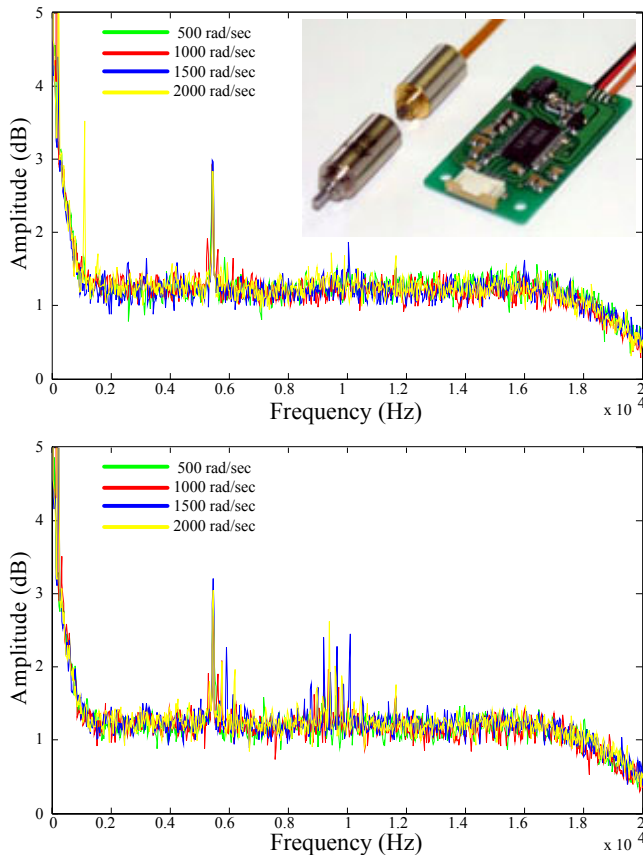 5
4
3
2
1
0
Amplitude (dB)
500 rad/sec
1000 rad/sec
1500 rad/sec
2000 rad/sec
0 0.2 0.4 0.6 0.8 1 1.2 1.4 1.6 1.8 2
Frequency (Hz)
x 10 4
5
4
3
2
1
0
Amplitude (dB)
500 rad/sec
1000 rad/sec
1500 rad/sec
2000 rad/sec
0 0.2 0.4 0.6 0.8 1 1.2 1.4 1.6 1.8 2
Frequency (Hz)
x 10 4